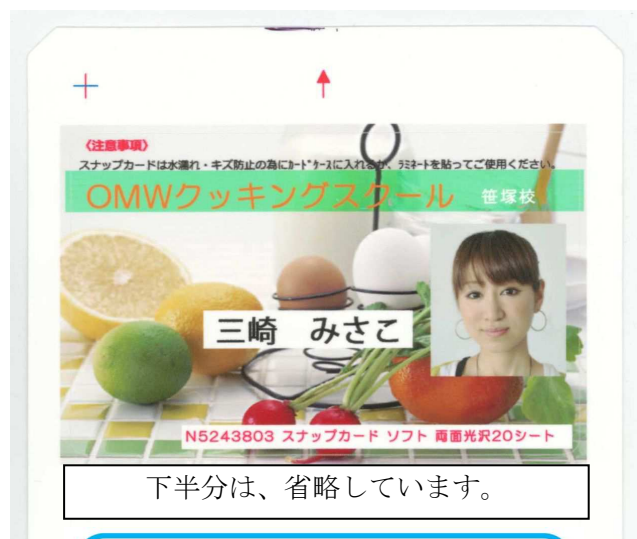 〈注意事項〉
スナップカードは水濡れ・キズ防止の為にｶｰﾄﾞｹｰｽに入れるか、ﾗﾐﾈｰﾄを貼ってご使用ください。
OMWクッキングスクール 笹塚校
三崎　みさこ
N5243803 スナップカード ソフト 両面光沢20シート
下半分は、省略しています。